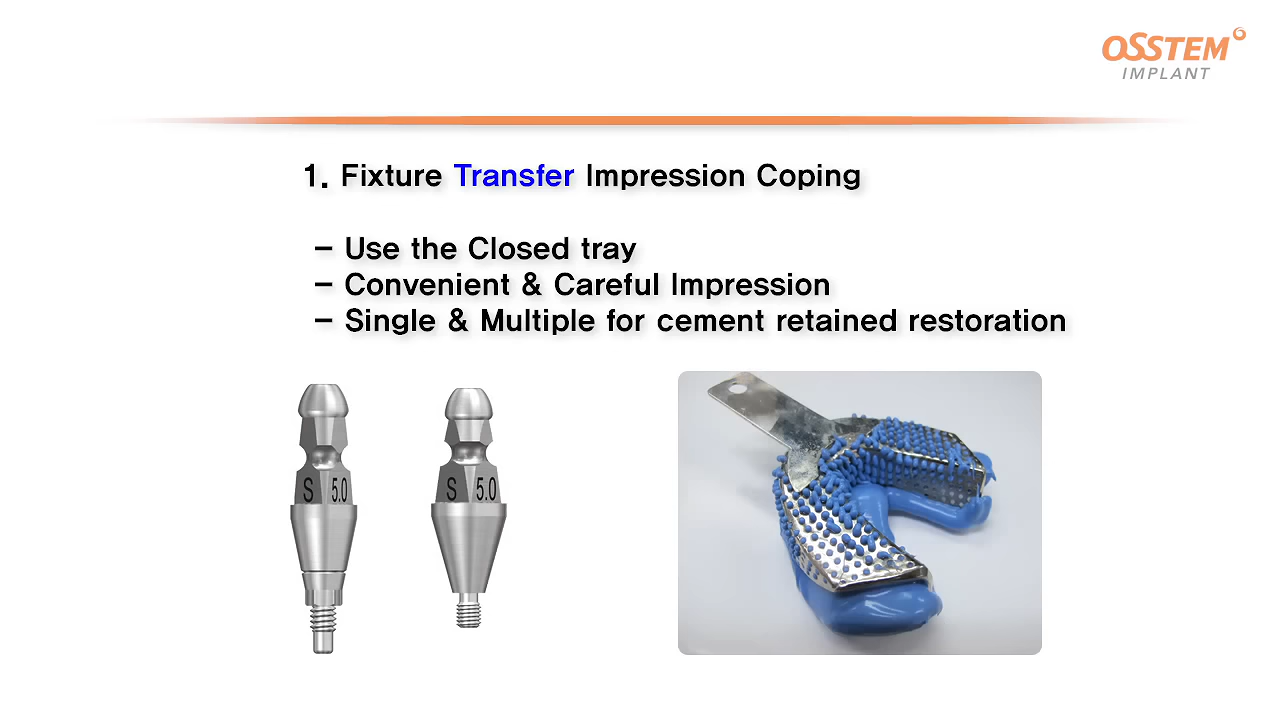 OSSTEM
IMPLANT
1. Fixture Transfer Impression Coping
– Use the Closed tray
– Convenient & Careful Impression
– Single & Multiple for cement retained restoration
S 5.0
S 5.0